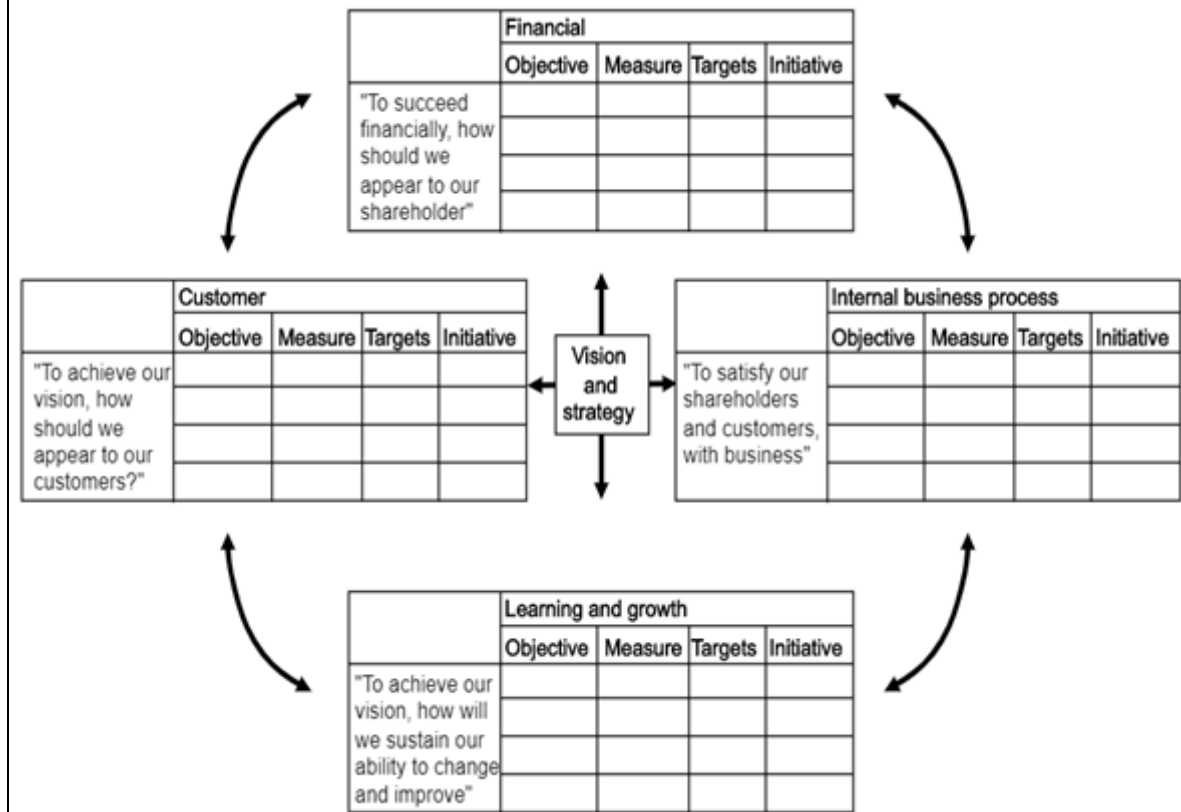 Financial
Objective Measure Targets Initiative
"To succeed
financially, how
should we
appear to our
shareholder"
Customer
Objective Measure Targets Initiative
"To achieve our
vision, how
should we
appear to our
customers?"
Vision
and
strategy
Internal business process
Objective Measure Targets Initiative
"To satisfy our
shareholders
and customers,
with business"
Learning and growth
Objective Measure Targets Initiative
"To achieve our
vision, how will
we sustain our
ability to change
and improve"